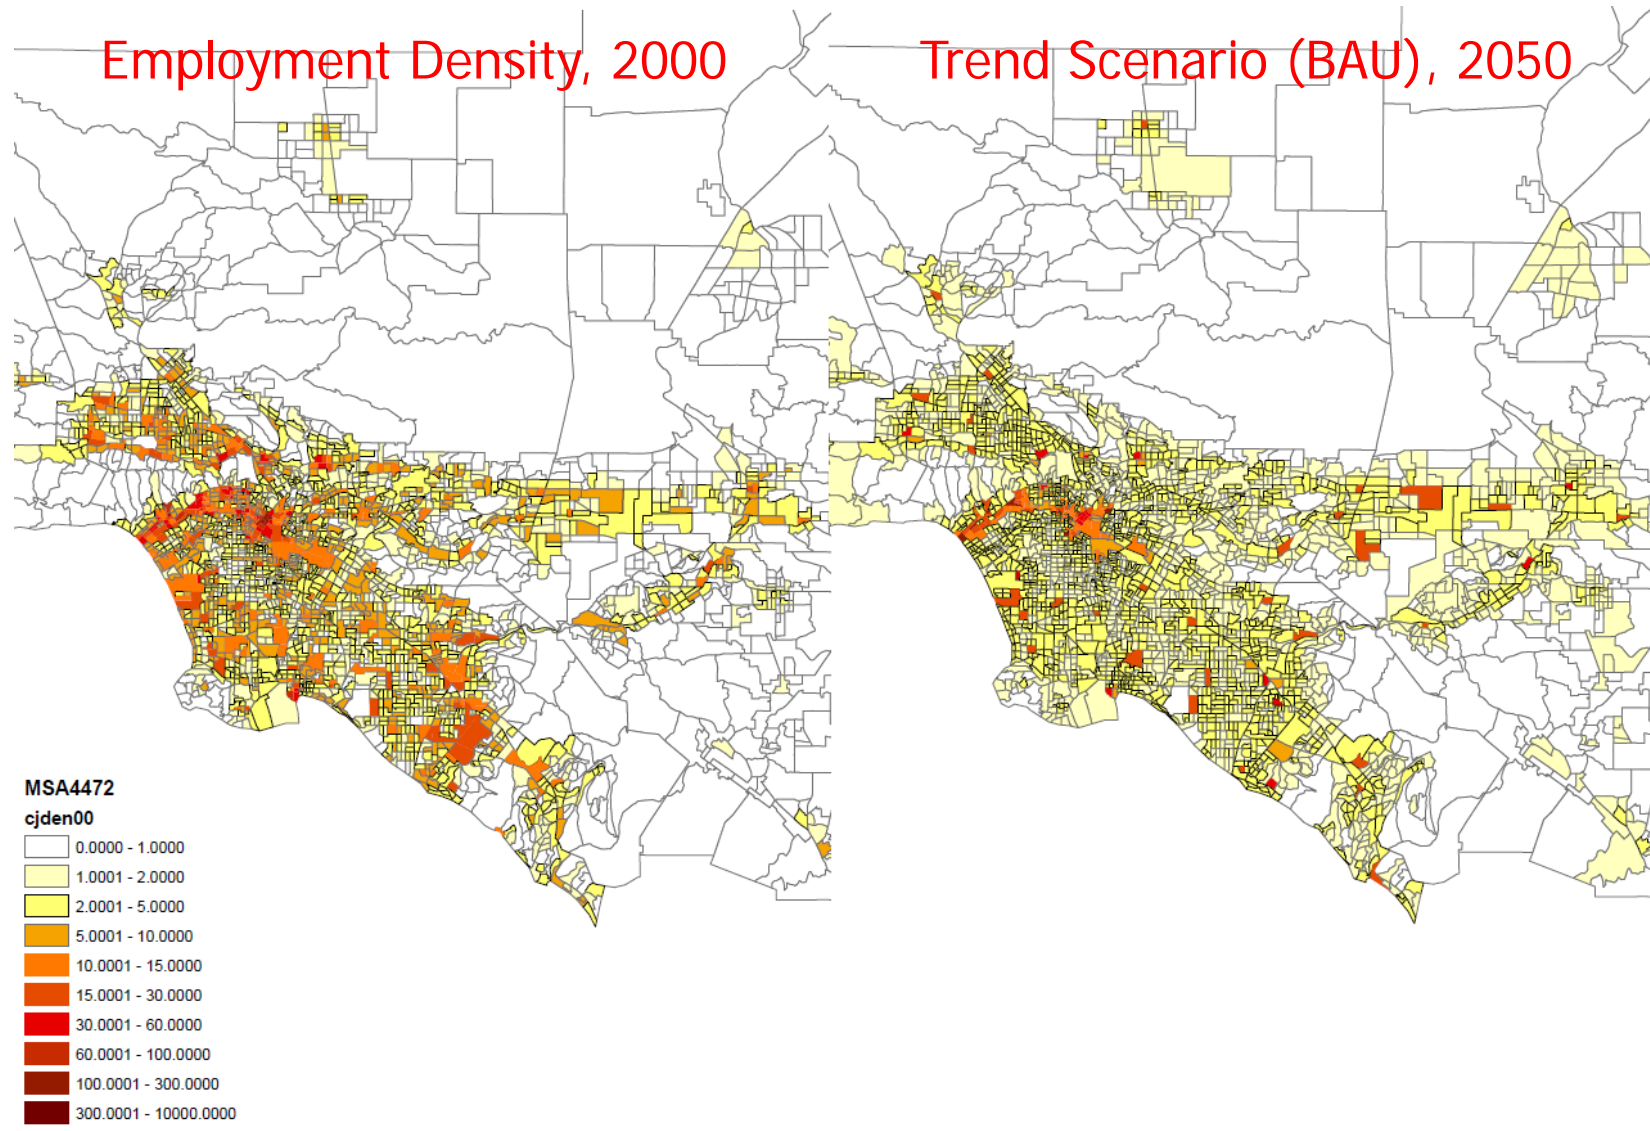 Employment Density, 2000
Trend Scenario (BAU), 2050
MSA4472
cjden00
0.0000 - 1.0000
1.0001 - 2.0000
2.0001 - 5.0000
5.0001 - 10.0000
10.0001 - 15.0000
15.0001 - 30.0000
30.0001 - 60.0000
60.0001 - 100.0000
100.0001 - 300.0000
300.0001 - 10000.0000